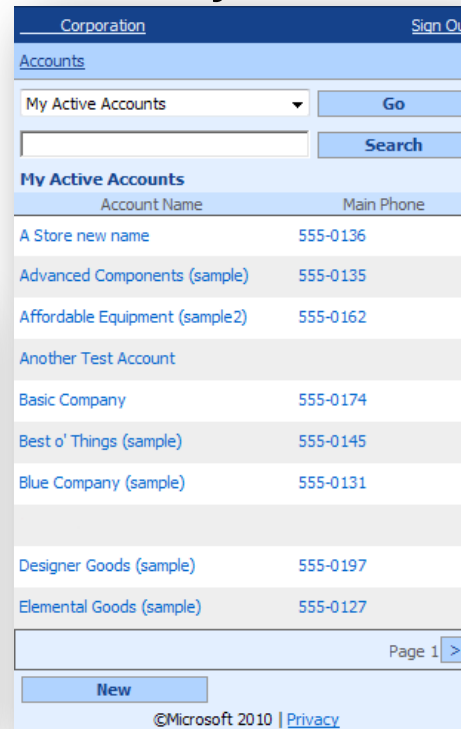 Corporation Sign Ou
Accounts
My Active Accounts Go
Search
My Active Accounts
Account Name Main Phone
A Store new name 555-0136
Advanced Components (sample) 555-0135
Affordable Equipment (sample2) 555-0162
Another Test Account
Basic Company 555-0174
Best o' Things (sample) 555-0145
Blue Company (sample) 555-0131
Designer Goods (sample) 555-0197
Elemental Goods (sample) 555-0127
Page 1 >
New
©Microsoft 2010 | Privacy